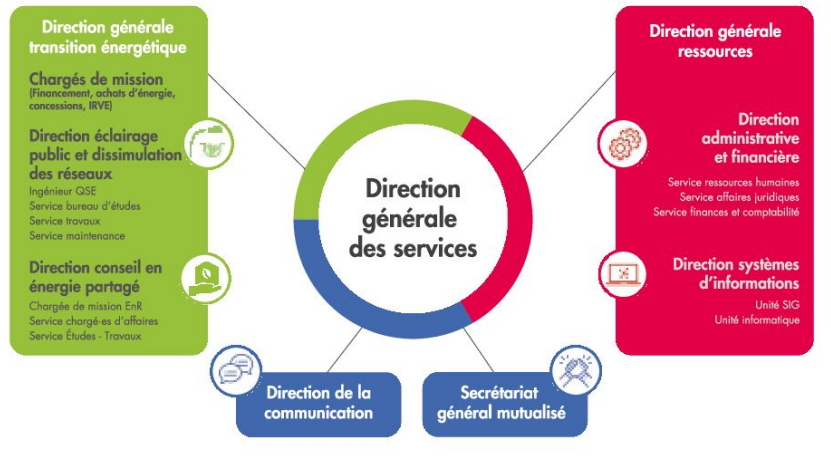 Direction générale
transition énergétique
Chargés de mission
(Financement, achats d'énergie,
concessions, IRVE)
Direction éclairage
public et dissimulation
des réseaux
Ingénieur QSE
Service bureau d'études
Service travaux
Service maintenance
Direction conseil en
énergie partagé
Chargée de mission EnR
Service chargé·es d'affaires
Service Études - Travaux
Direction
générale
des services
Direction générale
ressources
Direction
administrative
et financière
Service ressources humaines
Service affaires juridiques
Service finances et comptabilité
Direction systèmes
d'informations
Unité SIG
Unité informatique
Direction de la
communication
Secrétariat
général mutualisé